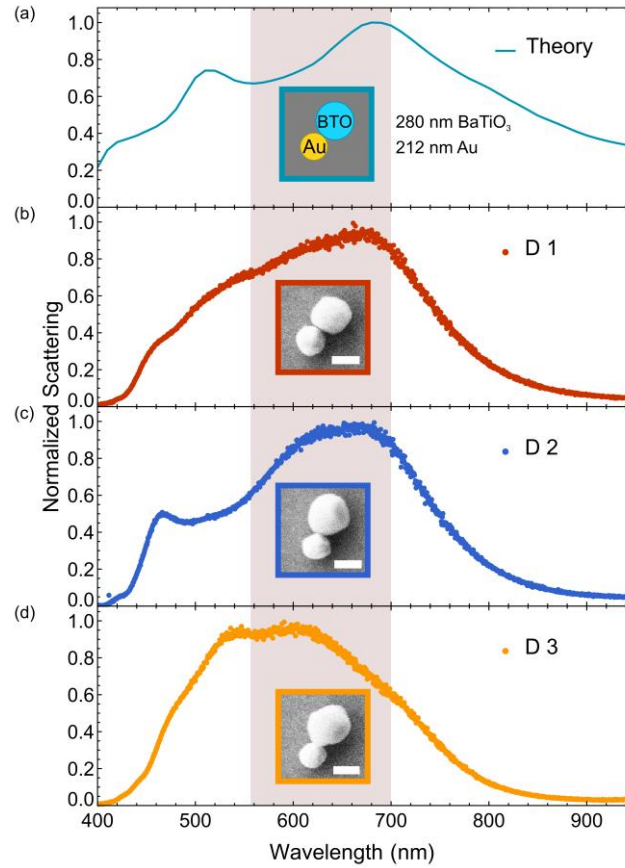 (a)
1.0
0.8
0.6
0.4
0.2
0.0
Theory
BTO
Au
280 nm BaTiO₃
212 nm Au
(b)
1.0
0.8
0.6
0.4
0.2
0.0
D 1
Normalized Scattering
(c)
1.0
0.8
0.6
0.4
0.2
0.0
D 2
(d)
1.0
0.8
0.6
0.4
0.2
0.0
D 3
400 500 600 700 800 900
Wavelength (nm)